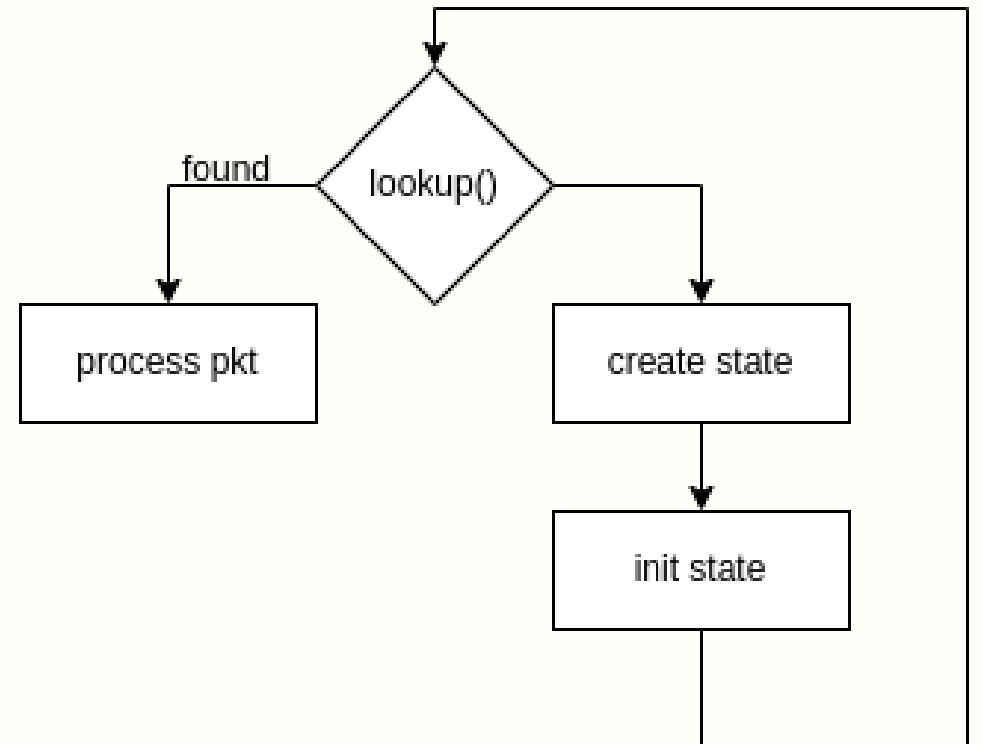 found
lookup()
process pkt
create state
init state